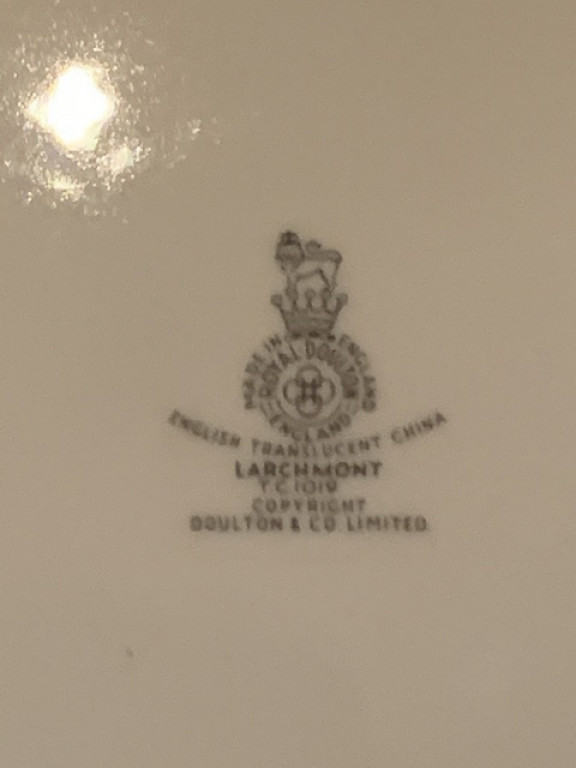 MADE IN ENGLAND
ROYAL DOULTON
ENGLAND
ENGLISH TRANSLUCENT CHINA
LARCHMONT
T.C.1019
COPYRIGHT
DOULTON & CO. LIMITED